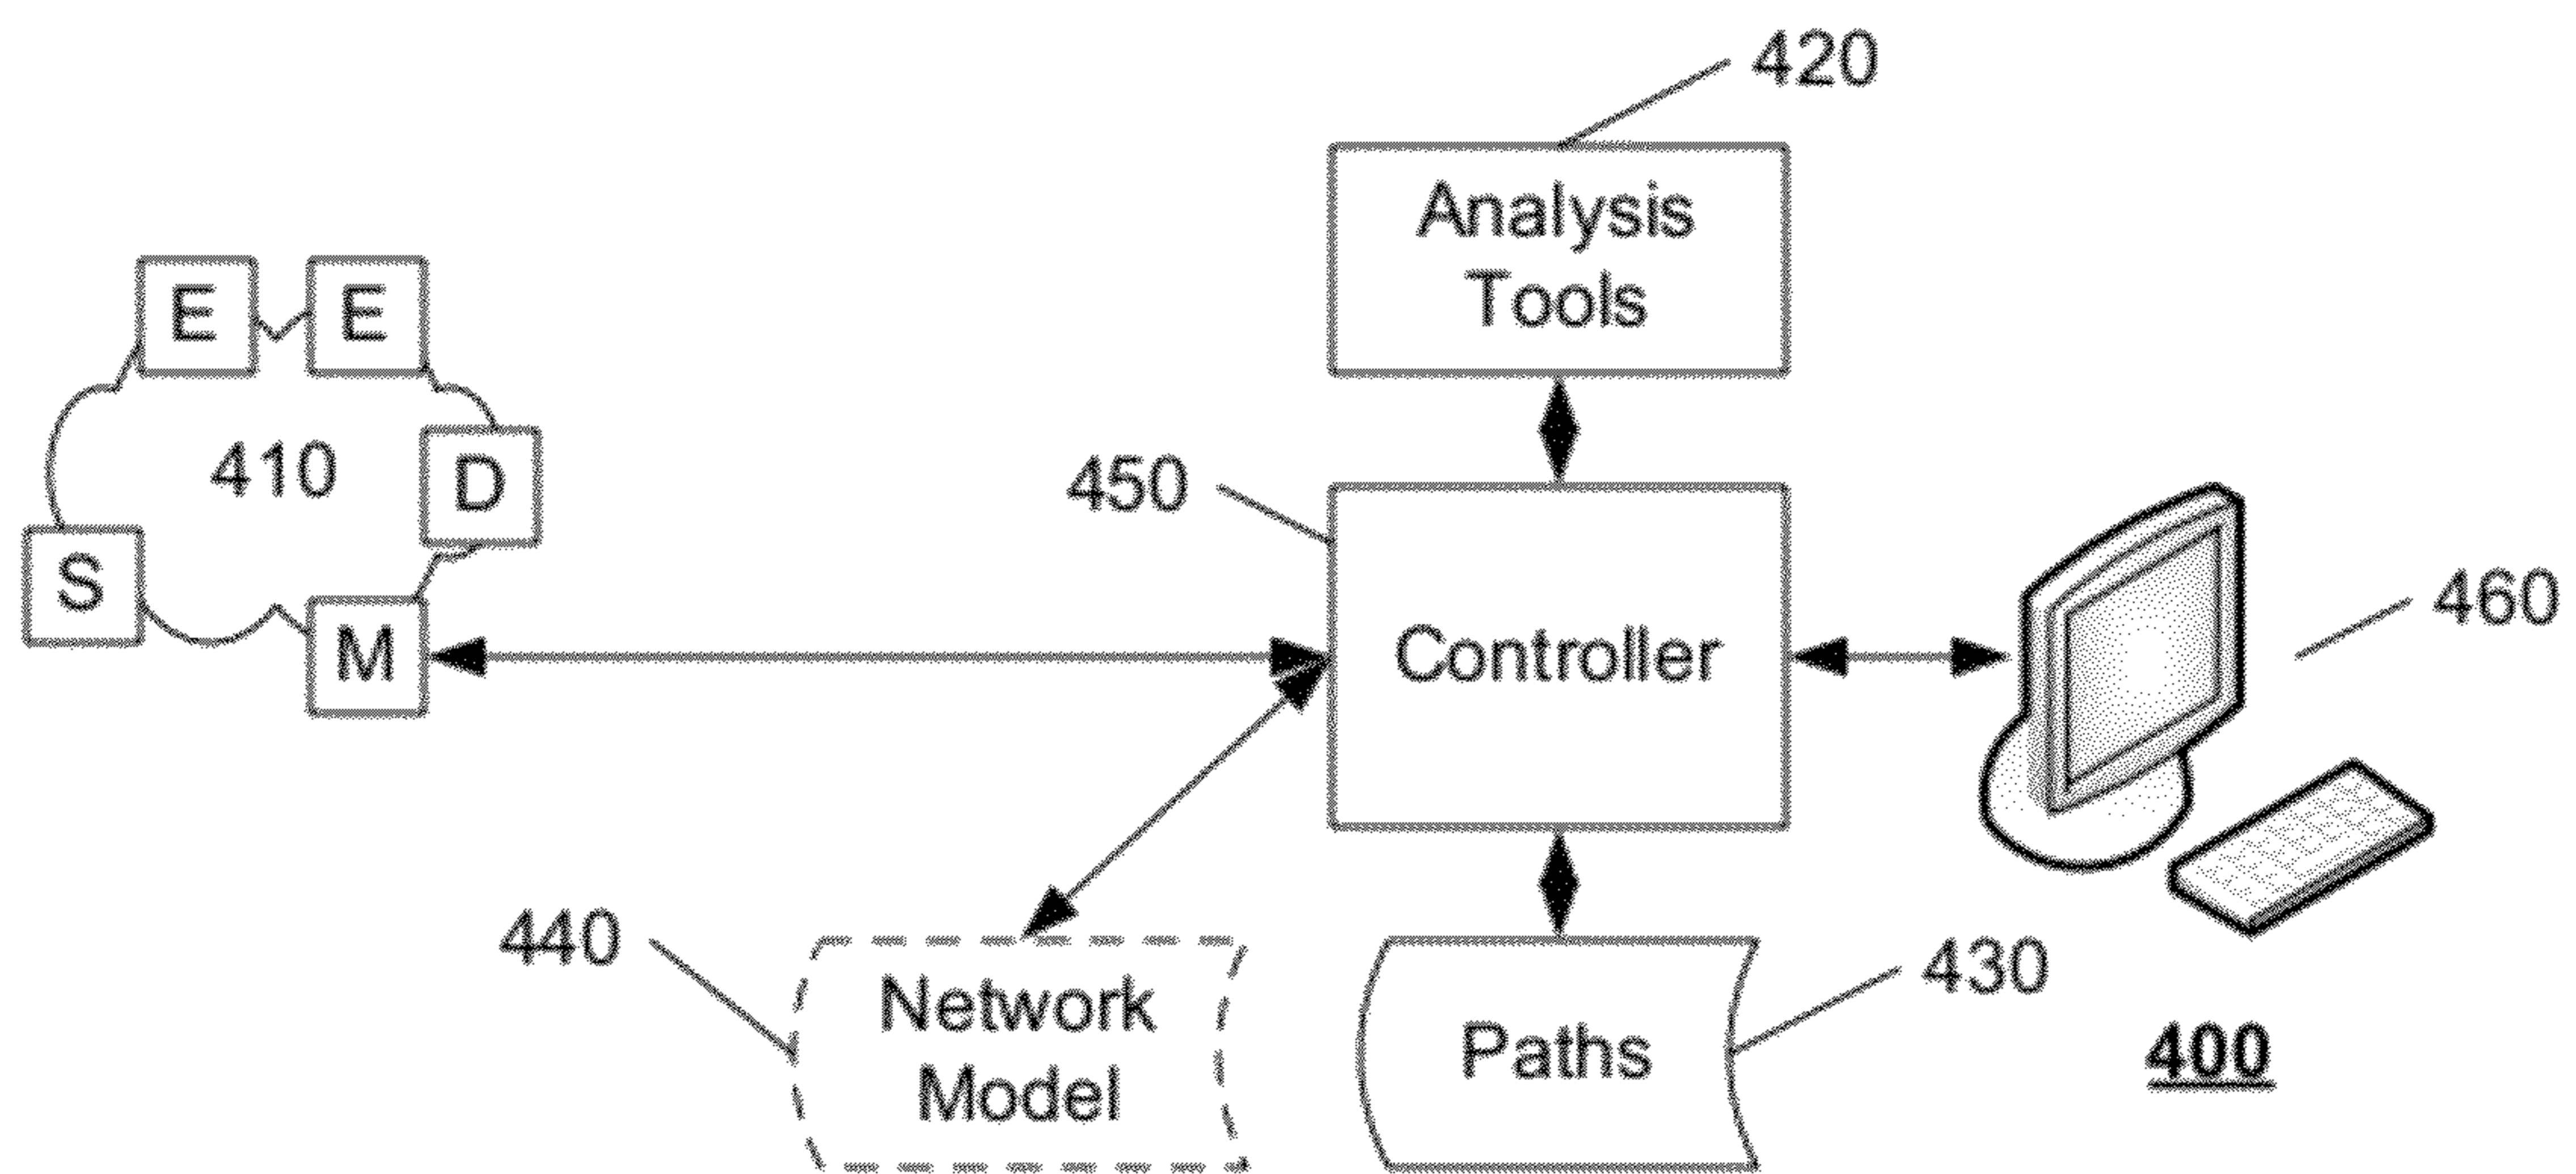 420
Analysis
Tools
E
E
410
D
450
S
M
Controller
460
440
Network
Model
Paths
430
400